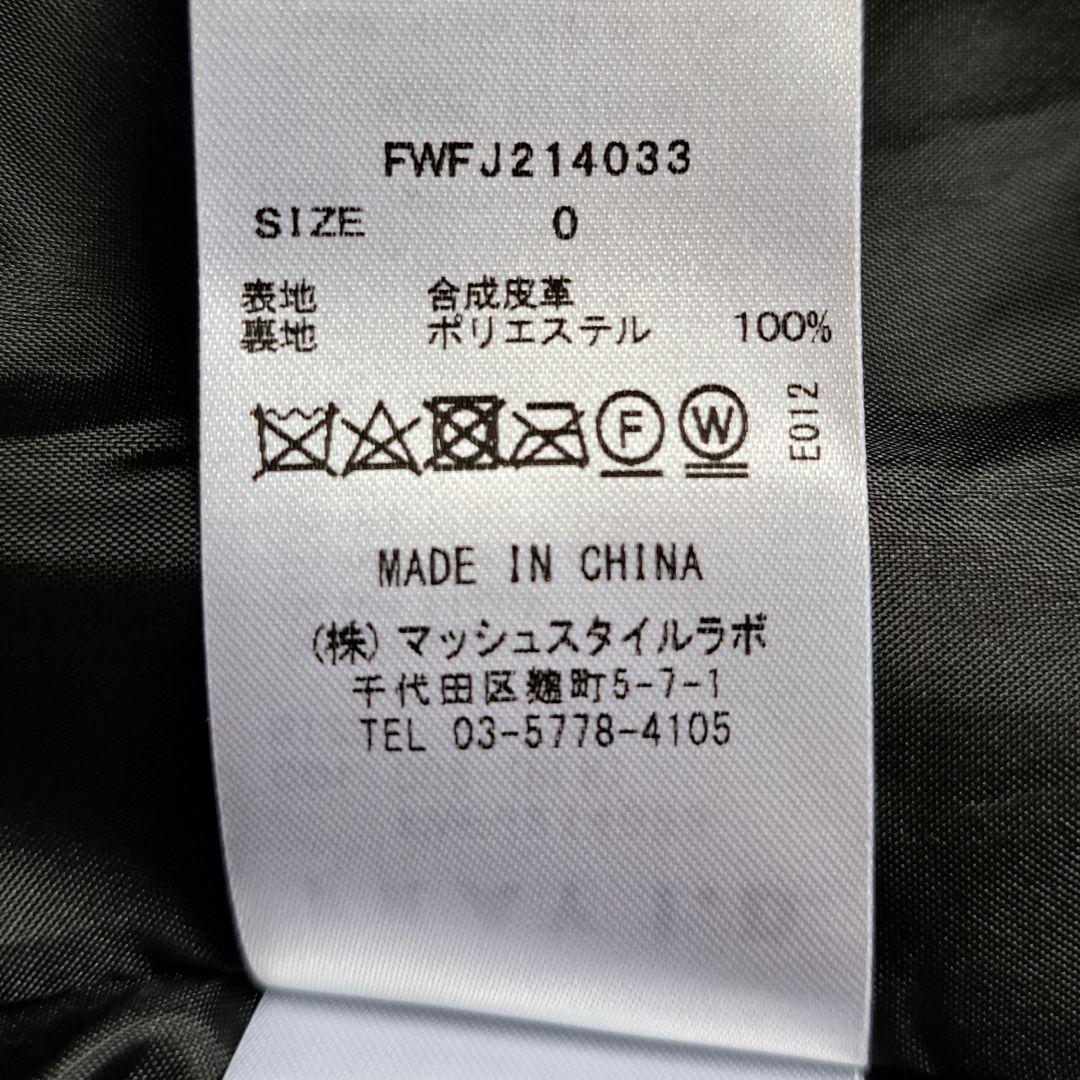 FWFJ214033
SIZE 0
表地 合成皮革
裏地 ポリエステル 100%
F W
E012
MADE IN CHINA
(株)マッシュスタイルラボ
千代田区麹町5-7-1
TEL 03-5778-4105